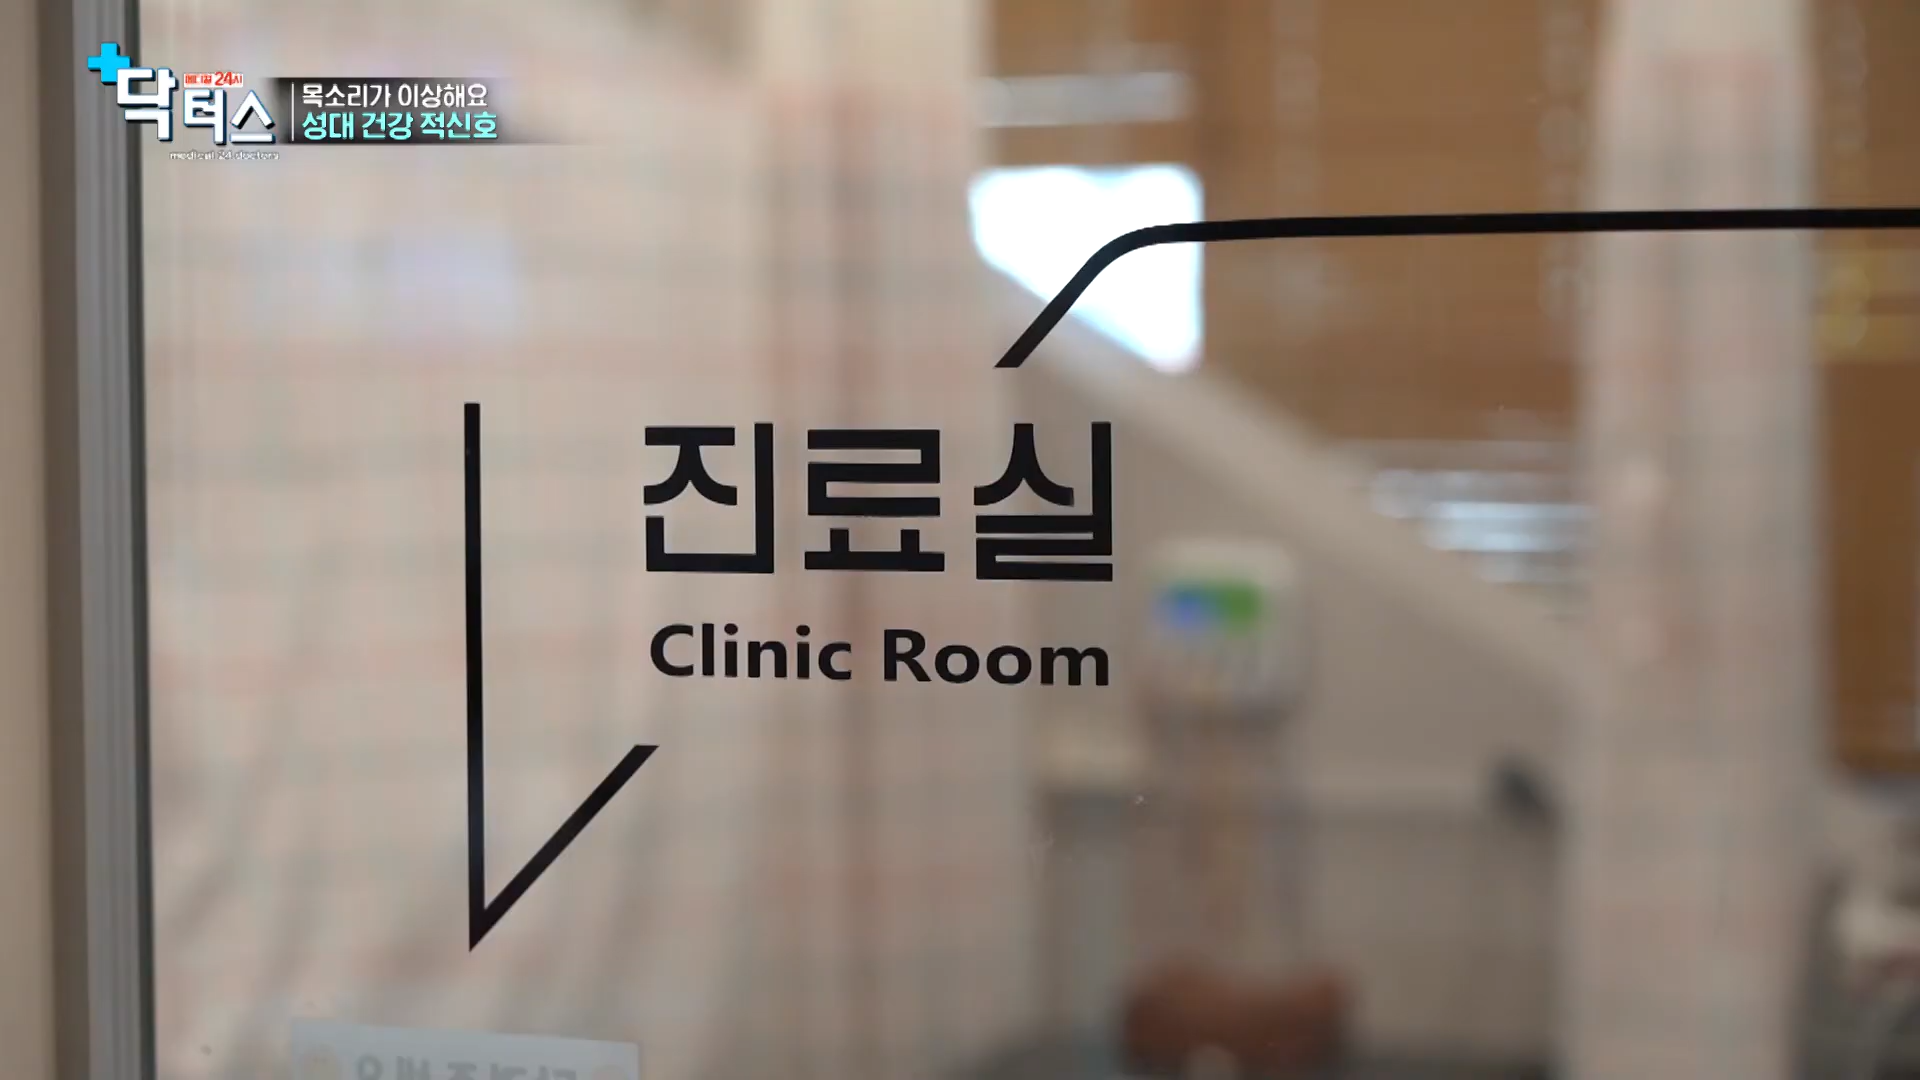 메디컬 24시
닥터스
medical 24 doctors
목소리가 이상해요
성대 건강 적신호
진료실
Clinic Room